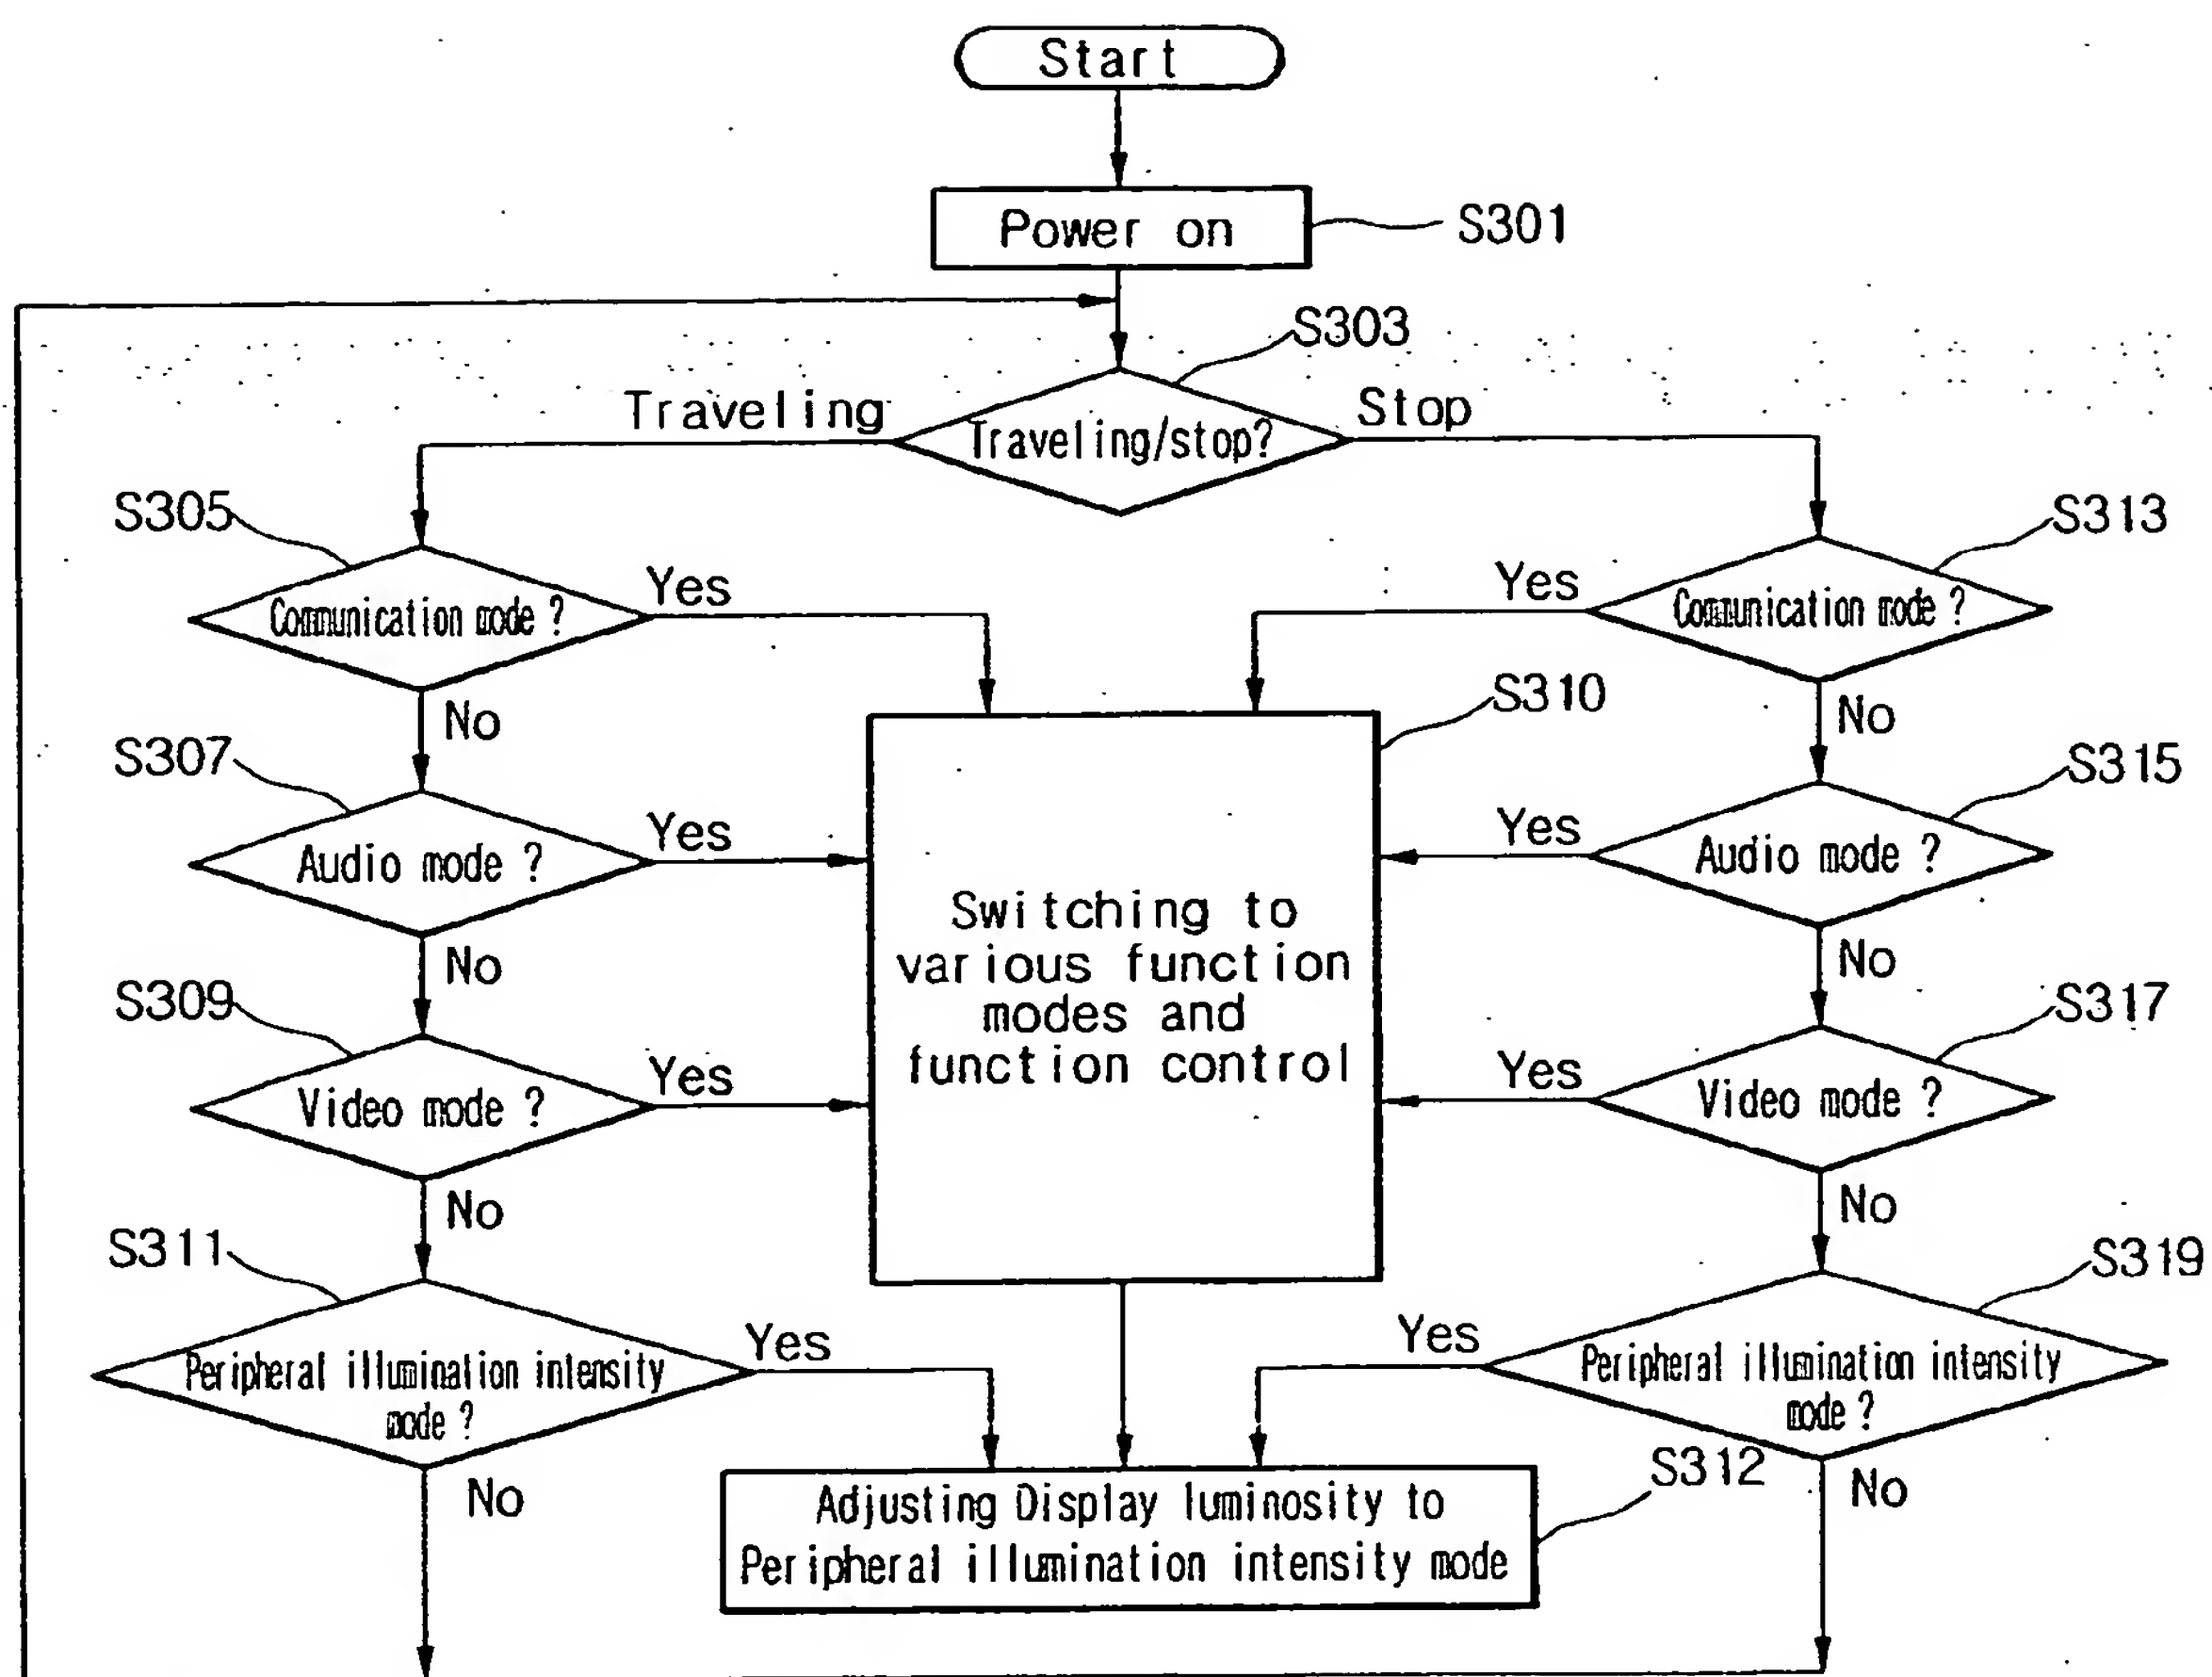 Start
Power on
S301
S303
Traveling
Traveling/stop?
Stop
S305
Communication mode ?
Yes
No
S313
Communication mode ?
Yes
No
S310
Switching to
various function
modes and
function control
S307
Audio mode ?
Yes
No
S315
Audio mode ?
Yes
No
S309
Video mode ?
Yes
No
S317
Video mode ?
Yes
No
S311
Peripheral illumination intensity
mode ?
Yes
No
S319
Peripheral illumination intensity
mode ?
Yes
No
S312
Adjusting Display luminosity to
Peripheral illumination intensity mode